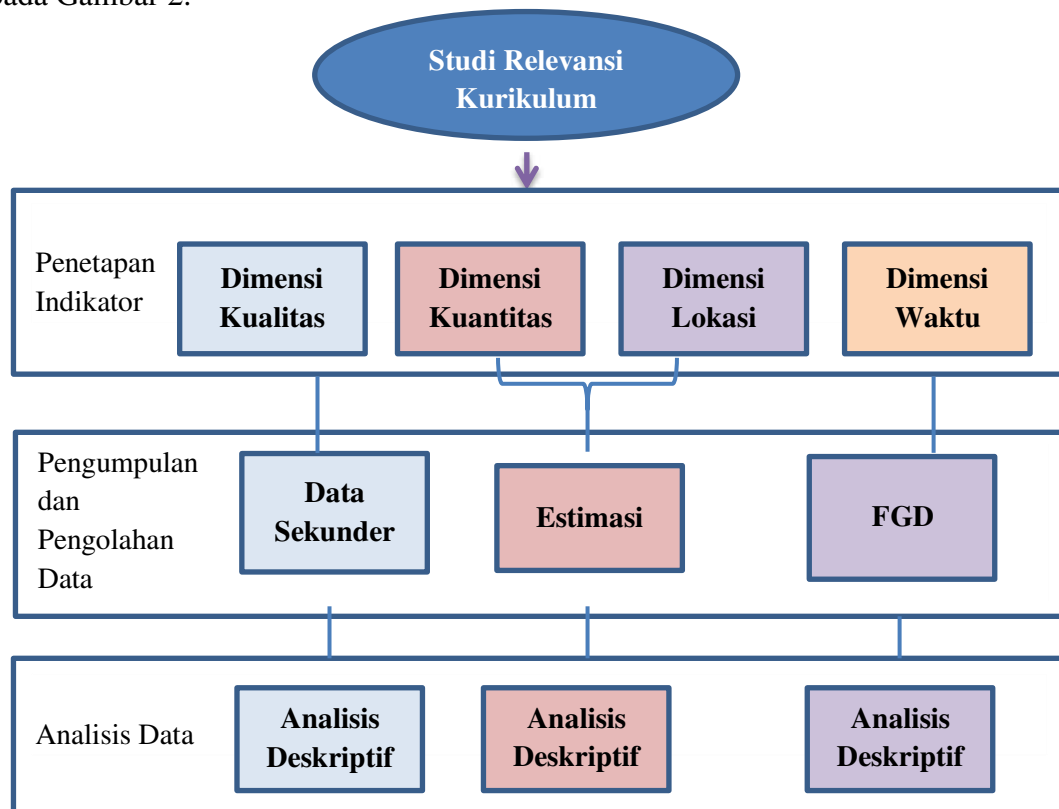 pada Gambar 2.
Studi Relevansi
Kurikulum
Penetapan
Indikator
Dimensi
Kualitas
Dimensi
Kuantitas
Dimensi
Lokasi
Dimensi
Waktu
Pengumpulan
dan
Pengolahan
Data
Data
Sekunder
Estimasi
FGD
Analisis Data
Analisis
Deskriptif
Analisis
Deskriptif
Analisis
Deskriptif